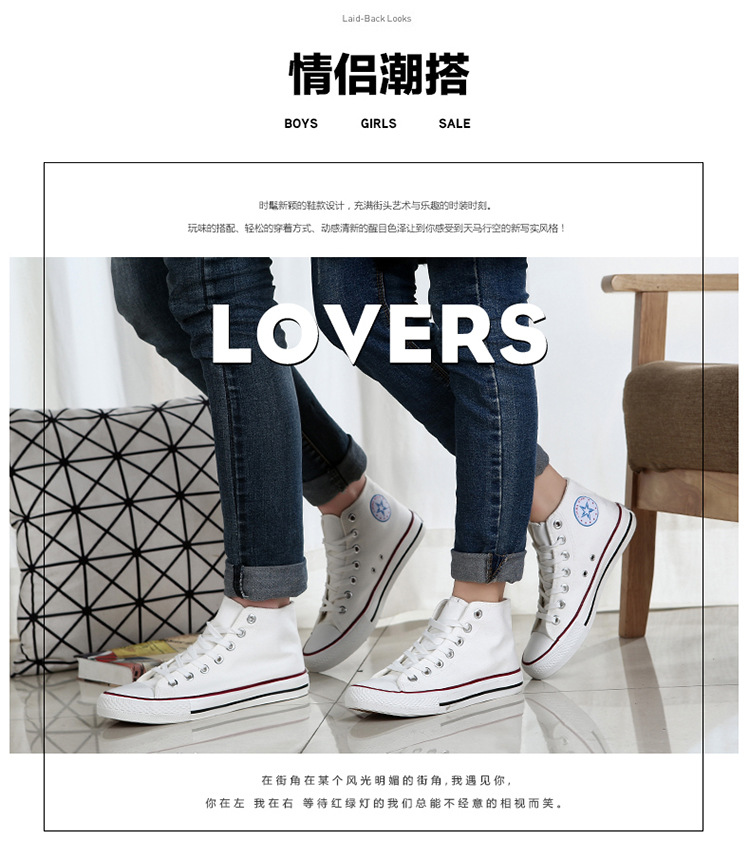 Laid-Back Looks
情侣潮搭
BOYS GIRLS SALE
时髦新颖的鞋款设计，充满街头艺术与乐趣的时装时刻。
玩味的搭配、轻松的穿着方式、动感清新的醒目色泽让到你感受到天马行空的新写实风格！
LOVERS
在街角在某个风光明媚的街角,我遇见你,
你在左 我在右 等待红绿灯的我们总能不经意的相视而笑。